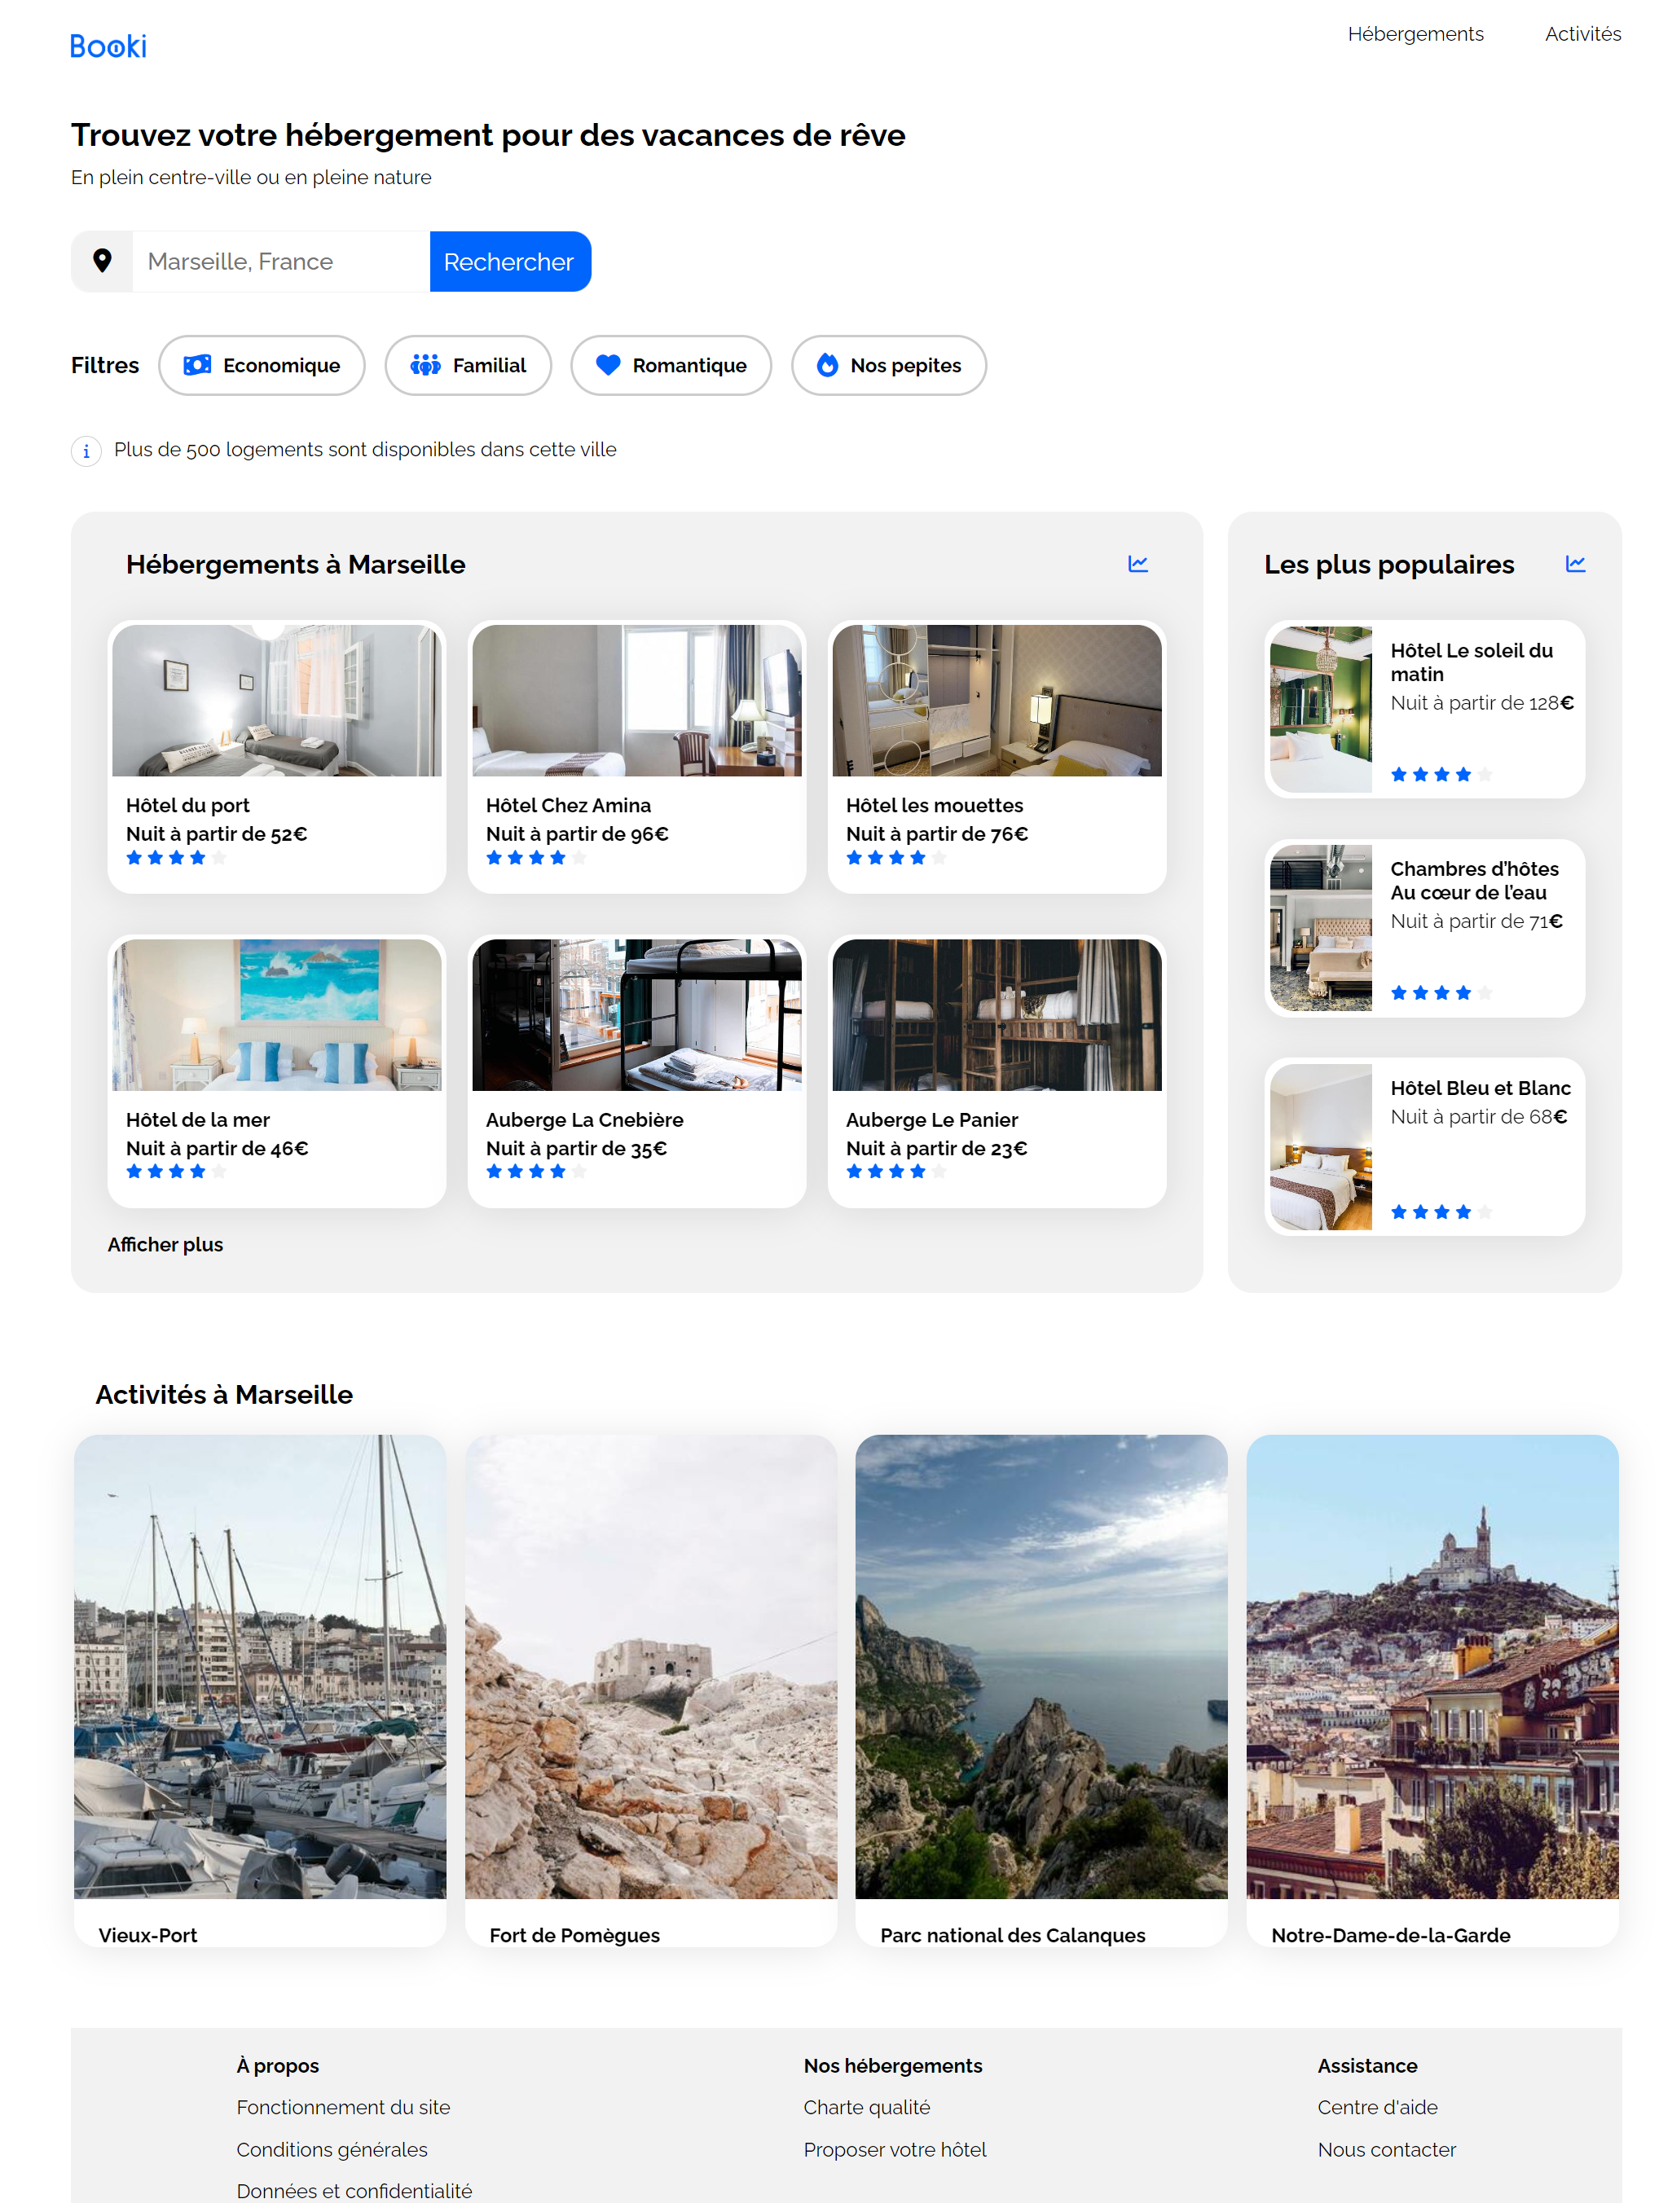 Booki
Hébergements
Activités
Trouvez votre hébergement pour des vacances de rêve
En plein centre-ville ou en pleine nature
Marseille, France
Rechercher
Filtres
Economique
Familial
Romantique
Nos pepites
Plus de 500 logements sont disponibles dans cette ville
Hébergements à Marseille
Hôtel du port
Nuit à partir de 52€
Hôtel Chez Amina
Nuit à partir de 96€
Hôtel les mouettes
Nuit à partir de 76€
Hôtel de la mer
Nuit à partir de 46€
Auberge La Cnebière
Nuit à partir de 35€
Auberge Le Panier
Nuit à partir de 23€
Afficher plus
Les plus populaires
Hôtel Le soleil du
matin
Nuit à partir de 128€
Chambres d'hôtes
Au cœur de l'eau
Nuit à partir de 71€
Hôtel Bleu et Blanc
Nuit à partir de 68€
Activités à Marseille
Vieux-Port
Fort de Pomègues
Parc national des Calanques
Notre-Dame-de-la-Garde
À propos
Fonctionnement du site
Conditions générales
Données et confidentialité
Nos hébergements
Charte qualité
Proposer votre hôtel
Assistance
Centre d'aide
Nous contacter